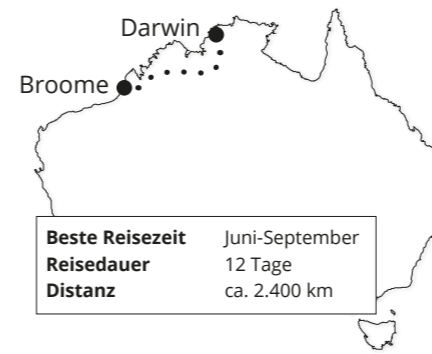 Darwin
Broome
Beste Reisezeit Juni-September
Reisedauer 12 Tage
Distanz ca. 2.400 km